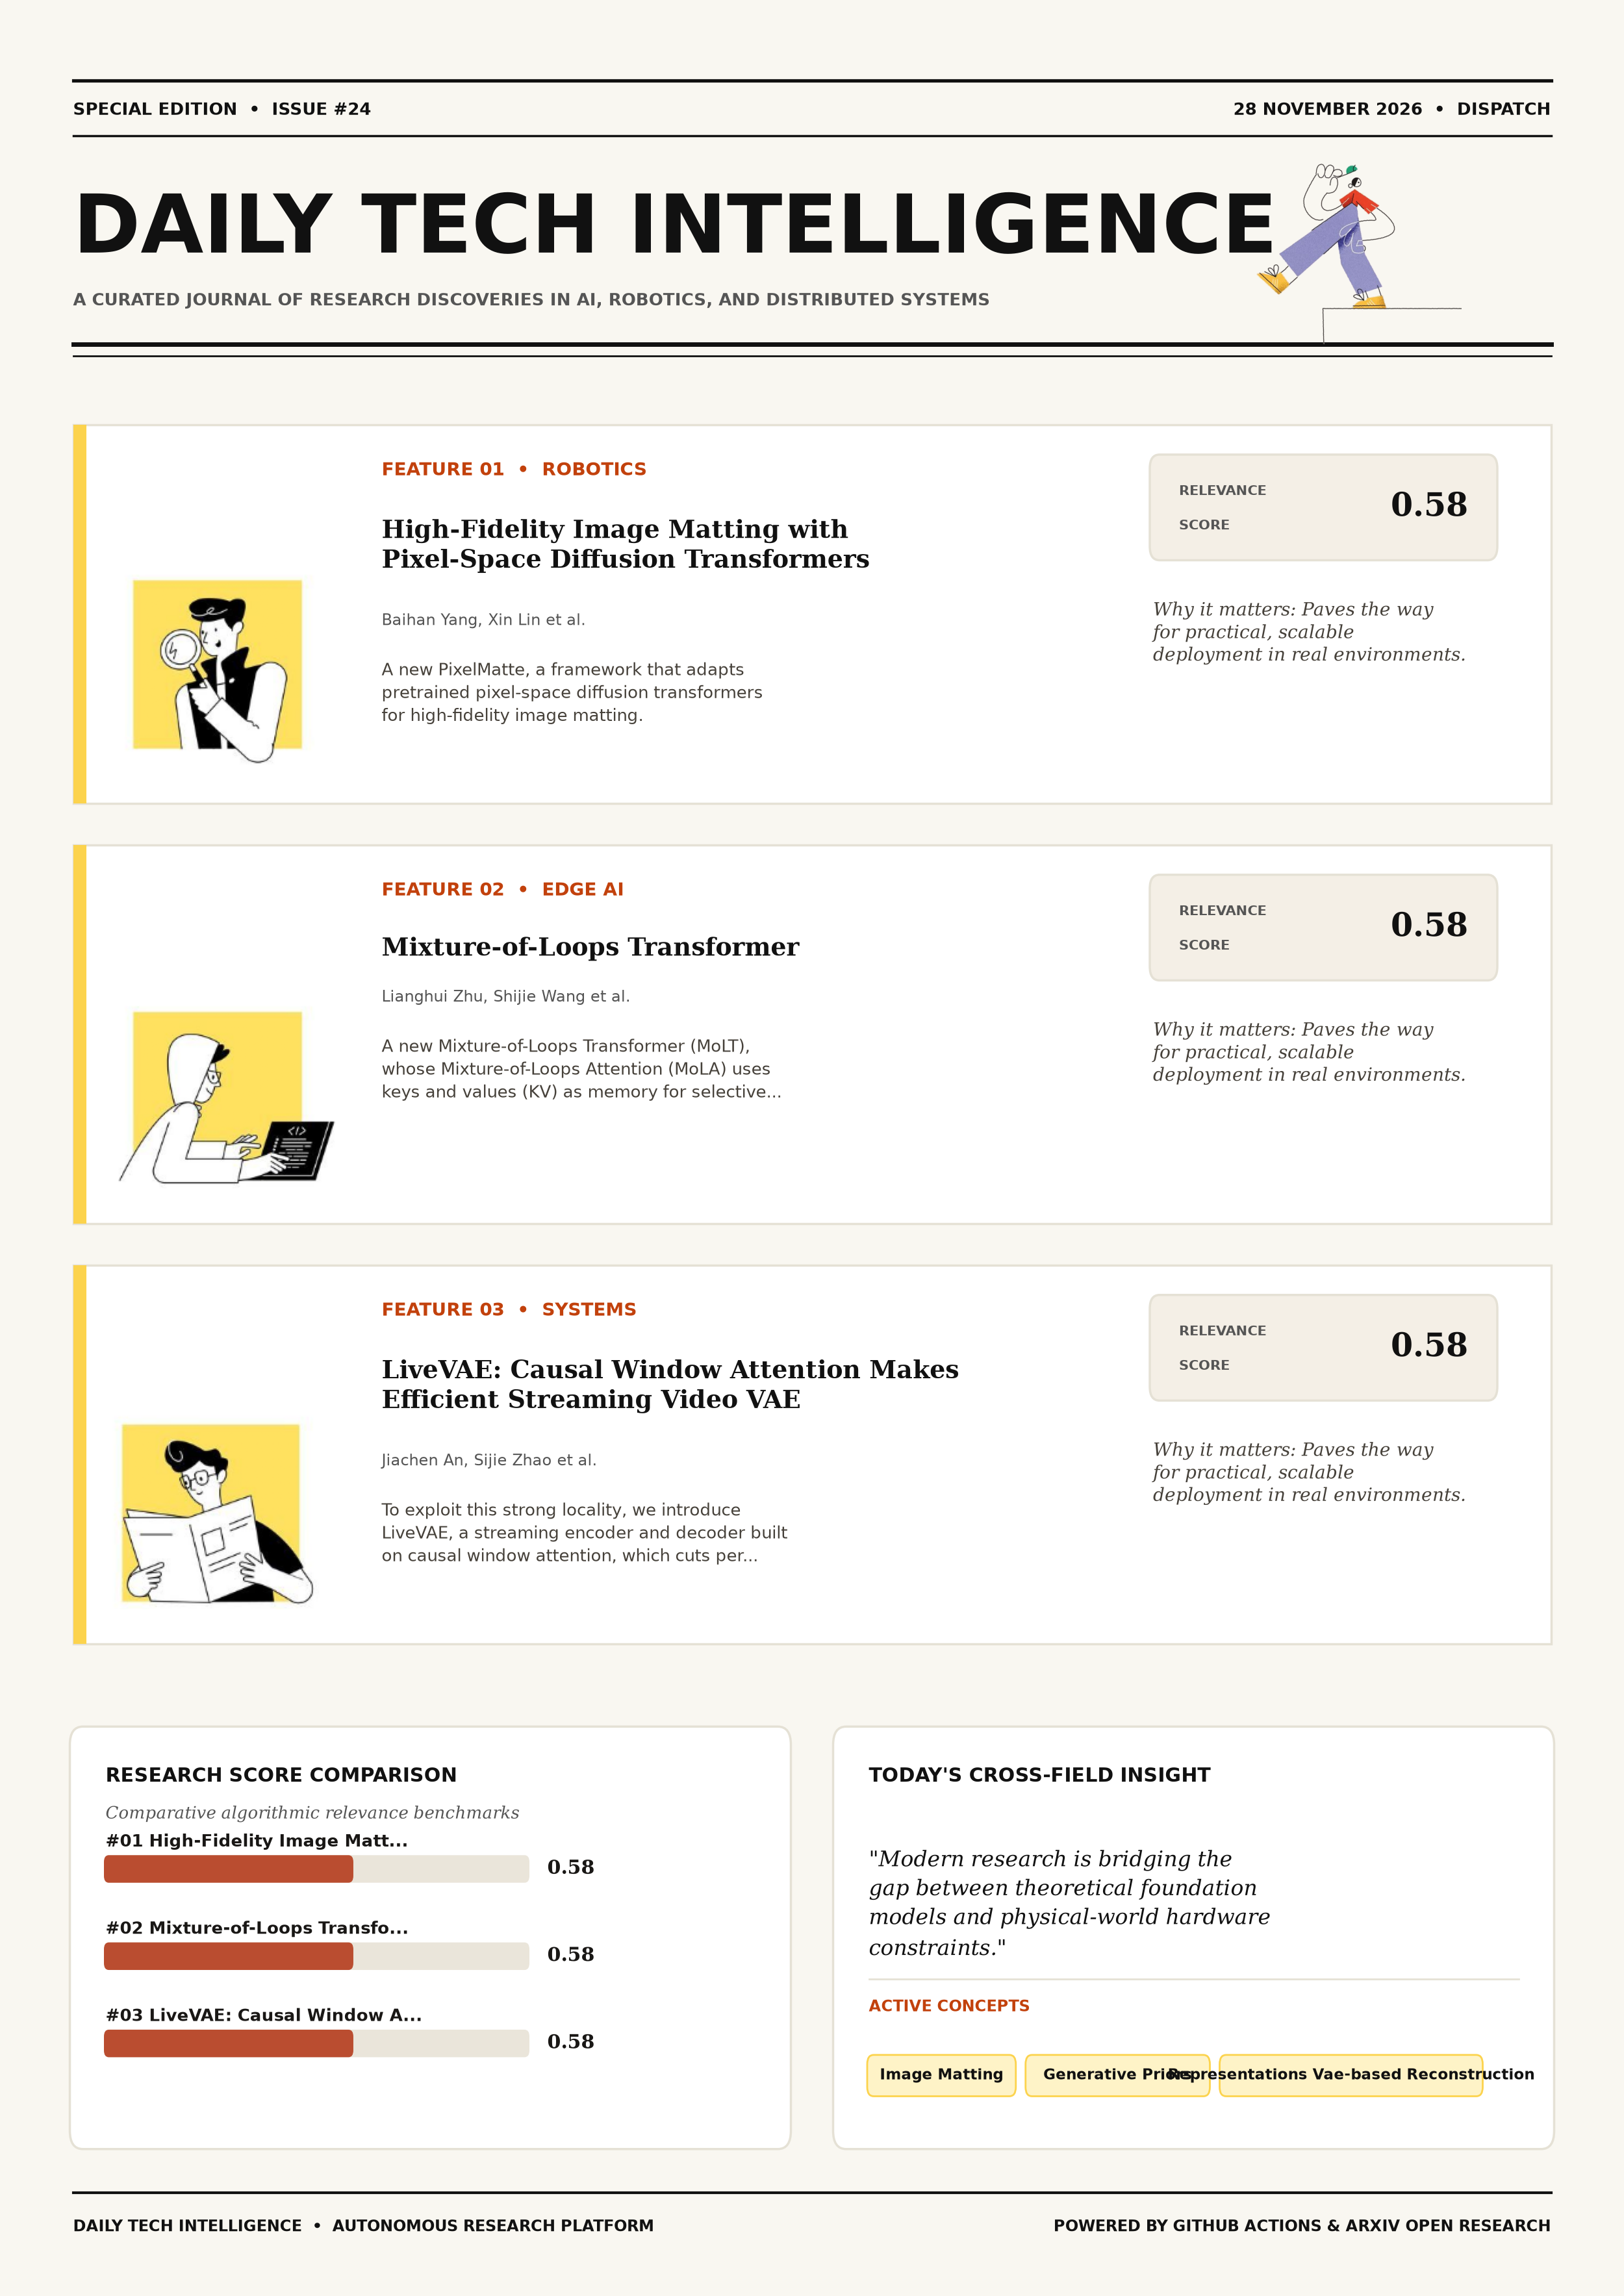 SPECIAL EDITION • ISSUE #24
28 NOVEMBER 2026 • DISPATCH
DAILY TECH INTELLIGENCE
A CURATED JOURNAL OF RESEARCH DISCOVERIES IN AI, ROBOTICS, AND DISTRIBUTED SYSTEMS
FEATURE 01 • ROBOTICS
High-Fidelity Image Matting with
Pixel-Space Diffusion Transformers
Baihan Yang, Xin Lin et al.
A new PixelMatte, a framework that adapts
pretrained pixel-space diffusion transformers
for high-fidelity image matting.
RELEVANCE
SCORE
0.58
Why it matters: Paves the way
for practical, scalable
deployment in real environments.
FEATURE 02 • EDGE AI
Mixture-of-Loops Transformer
Lianghui Zhu, Shijie Wang et al.
A new Mixture-of-Loops Transformer (MoLT),
whose Mixture-of-Loops Attention (MoLA) uses
keys and values (KV) as memory for selective...
</>
RELEVANCE
SCORE
0.58
Why it matters: Paves the way
for practical, scalable
deployment in real environments.
FEATURE 03 • SYSTEMS
LiveVAE: Causal Window Attention Makes
Efficient Streaming Video VAE
Jiachen An, Sijie Zhao et al.
To exploit this strong locality, we introduce
LiveVAE, a streaming encoder and decoder built
on causal window attention, which cuts per...
RELEVANCE
SCORE
0.58
Why it matters: Paves the way
for practical, scalable
deployment in real environments.
RESEARCH SCORE COMPARISON
Comparative algorithmic relevance benchmarks
#01 High-Fidelity Image Matt...
0.58
#02 Mixture-of-Loops Transfo...
0.58
#03 LiveVAE: Causal Window A...
0.58
TODAY'S CROSS-FIELD INSIGHT
"Modern research is bridging the
gap between theoretical foundation
models and physical-world hardware
constraints."
ACTIVE CONCEPTS
Image Matting
Generative Priors
Representations Vae-based Reconstruction
DAILY TECH INTELLIGENCE • AUTONOMOUS RESEARCH PLATFORM
POWERED BY GITHUB ACTIONS & ARXIV OPEN RESEARCH